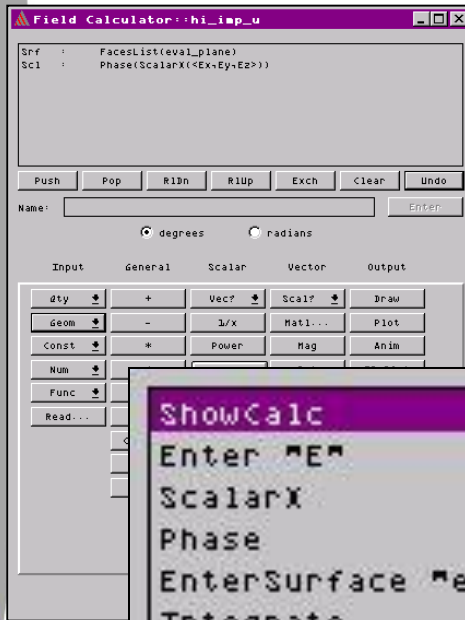 Field Calculator::hi_imp_u
Srf : FacesList(eval_plane)
Scl : Phase(ScalarX(<Ex,Ey,Ez>))
Push Pop RlDn RlUp Exch Clear Undo
Name: Enter
degrees radians
Input General Scalar Vector Output
Qty + Vec? Scal? Draw
Geom - 1/x Matl... Plot
Const * Power Mag Anim
Num
Func
Read...
ShowCalc
Enter "E"
ScalarX
Phase
EnterSurface "e
Integrate